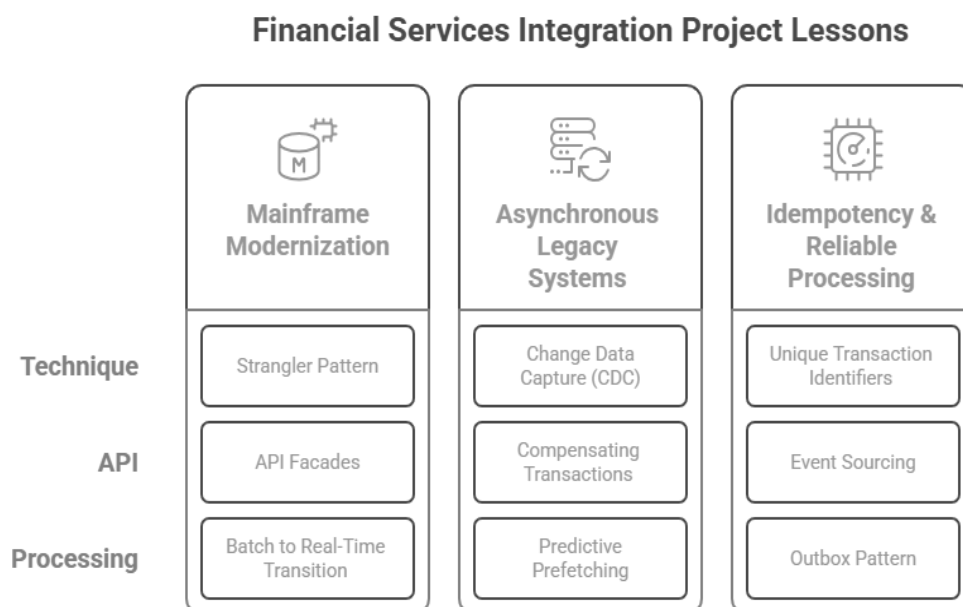 Financial Services Integration Project Lessons
M
Mainframe
Modernization
Asynchronous
Legacy
Systems
Idempotency &
Reliable
Processing
Technique
Strangler Pattern
Change Data
Capture (CDC)
Unique Transaction
Identifiers
API
API Facades
Compensating
Transactions
Event Sourcing
Processing
Batch to Real-Time
Transition
Predictive
Prefetching
Outbox Pattern